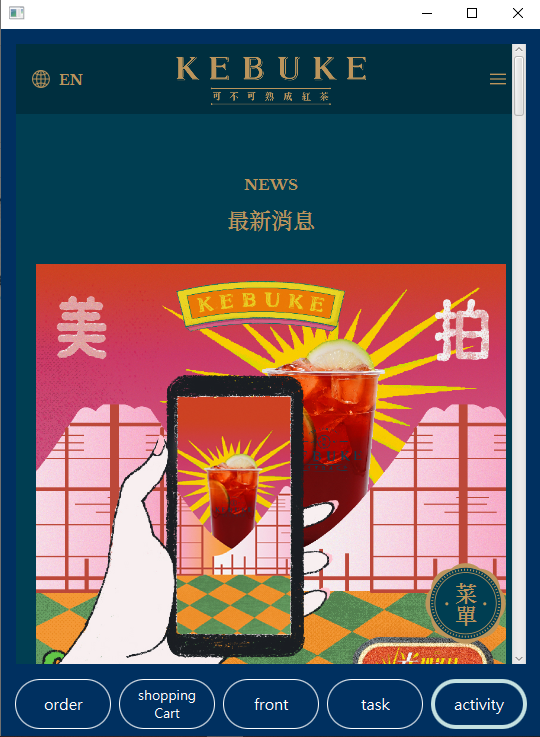 EN
KEBUKE
可不可熟成紅茶
NEWS
最新消息
KEBUKE
美
拍
菜
單
order
shopping
Cart
front
task
activity